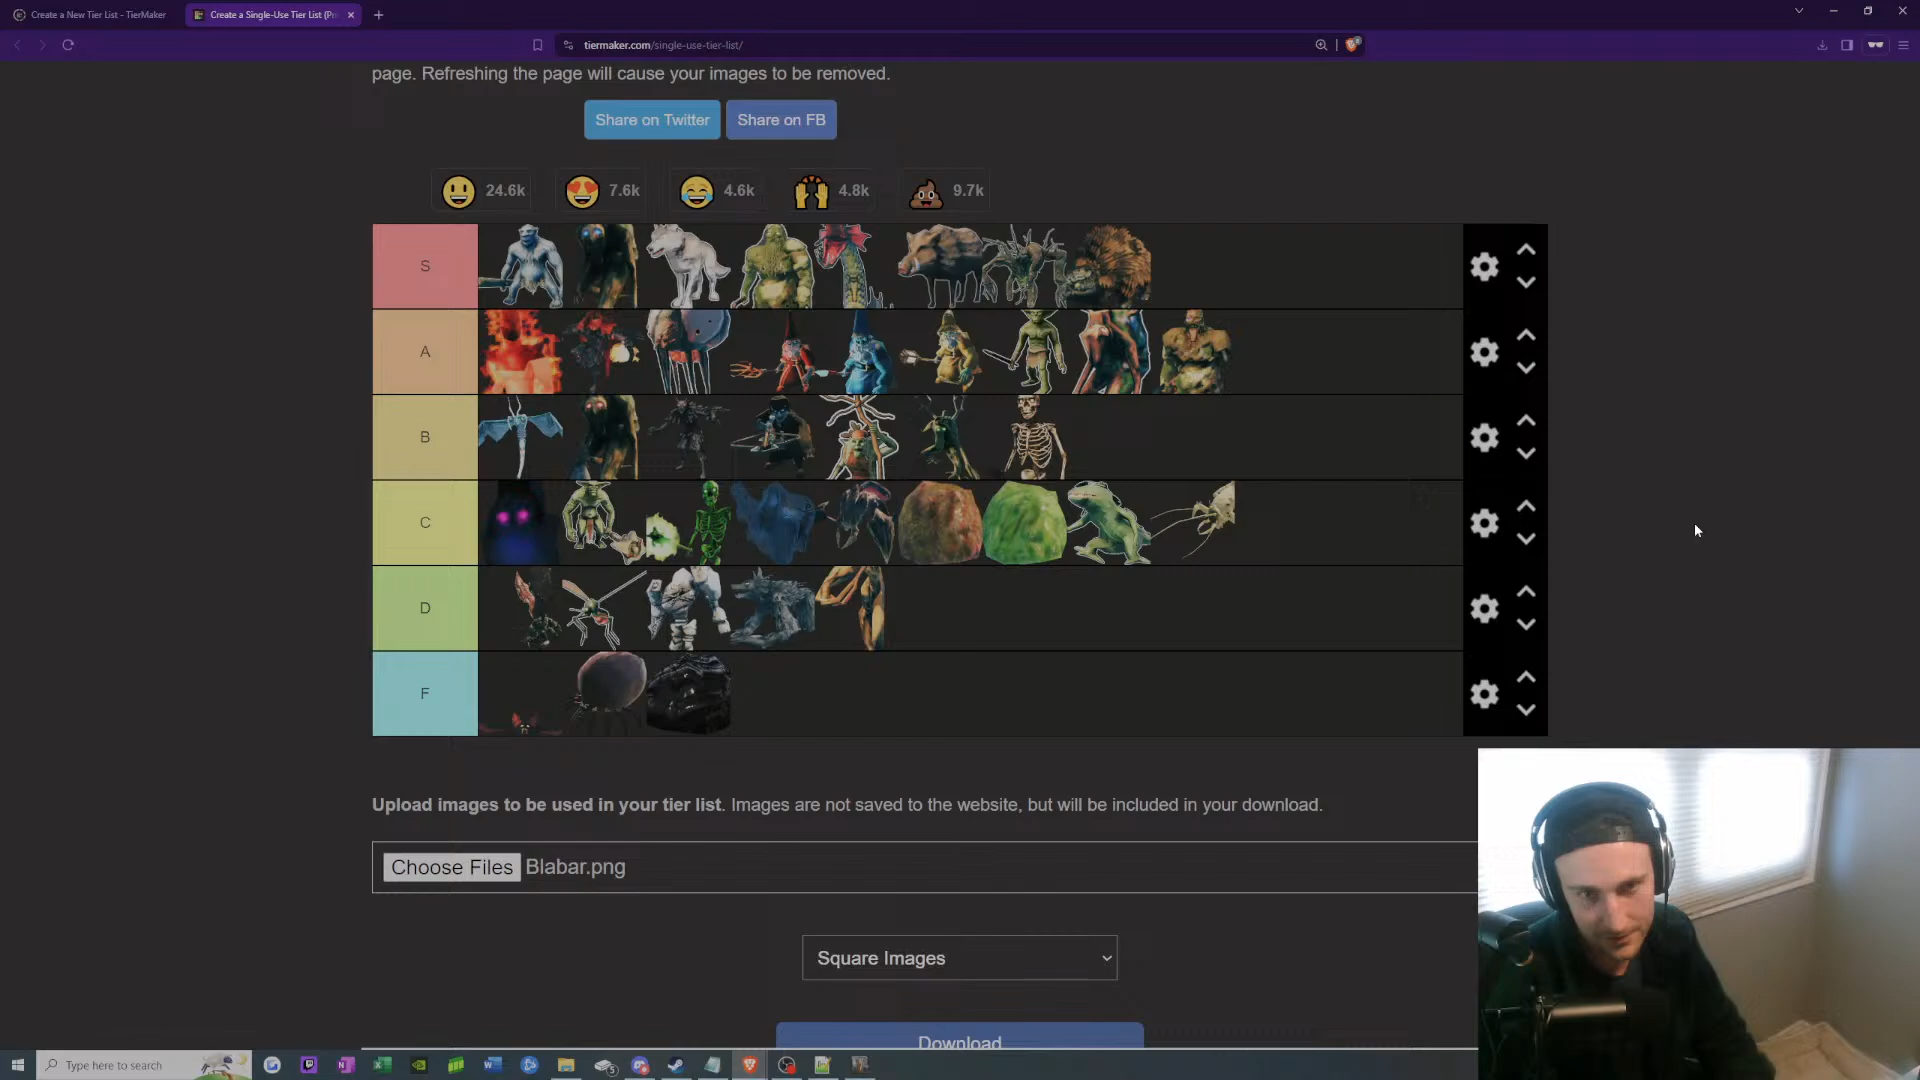 Create a New Tier List - TierMaker
Create a Single-Use Tier List (Pr
tiermaker.com/single-use-tier-list/
page. Refreshing the page will cause your images to be removed.
Share on Twitter
Share on FB
24.6k
7.6k
4.6k
4.8k
9.7k
S
A
B
C
D
F
Upload images to be used in your tier list. Images are not saved to the website, but will be included in your download.
Choose Files Blabar.png
Square Images
Download
Type here to search
5